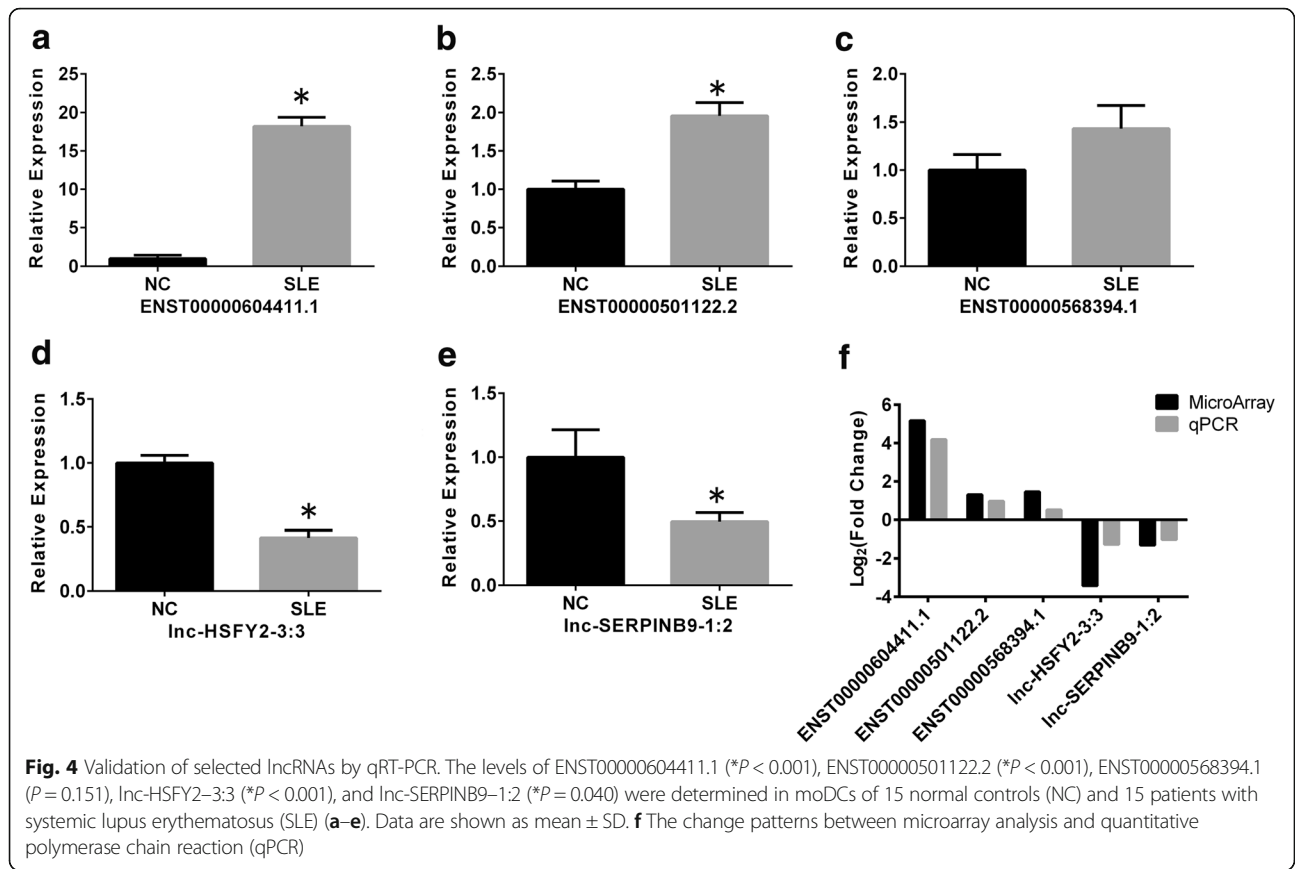 a
Relative Expression
25
20
15
10
5
0
*
NC SLE
ENST00000604411.1
b
Relative Expression
2.5
2.0
1.5
1.0
0.5
0.0
*
NC SLE
ENST00000501122.2
c
Relative Expression
2.0
1.5
1.0
0.5
0.0
NC SLE
ENST00000568394.1
d
Relative Expression
1.5
1.0
0.5
0.0
*
NC SLE
lnc-HSFY2-3:3
e
Relative Expression
1.5
1.0
0.5
0.0
*
NC SLE
lnc-SERPINB9-1:2
f
Log₂(Fold Change)
6
4
2
0
-2
-4
MicroArray
qPCR
ENST00000604411.1
ENST00000501122.2
ENST00000568394.1
lnc-HSFY2-3:3
lnc-SERPINB9-1:2
Fig. 4 Validation of selected lncRNAs by qRT-PCR. The levels of ENST00000604411.1 (*P < 0.001), ENST00000501122.2 (*P < 0.001), ENST00000568394.1
(P = 0.151), lnc-HSFY2–3:3 (*P < 0.001), and lnc-SERPINB9–1:2 (*P = 0.040) were determined in moDCs of 15 normal controls (NC) and 15 patients with
systemic lupus erythematosus (SLE) (a–e). Data are shown as mean ± SD. f The change patterns between microarray analysis and quantitative
polymerase chain reaction (qPCR)